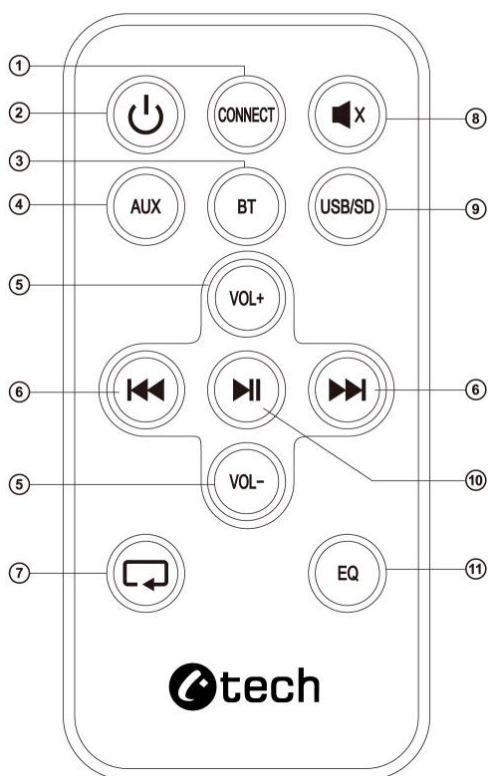 ① CONNECT
② ⑧
③
④ AUX BT USB/SD ⑨
⑤ VOL+
⑥ ⑥
⑤ VOL− ⑩
⑦ EQ ⑪
tech